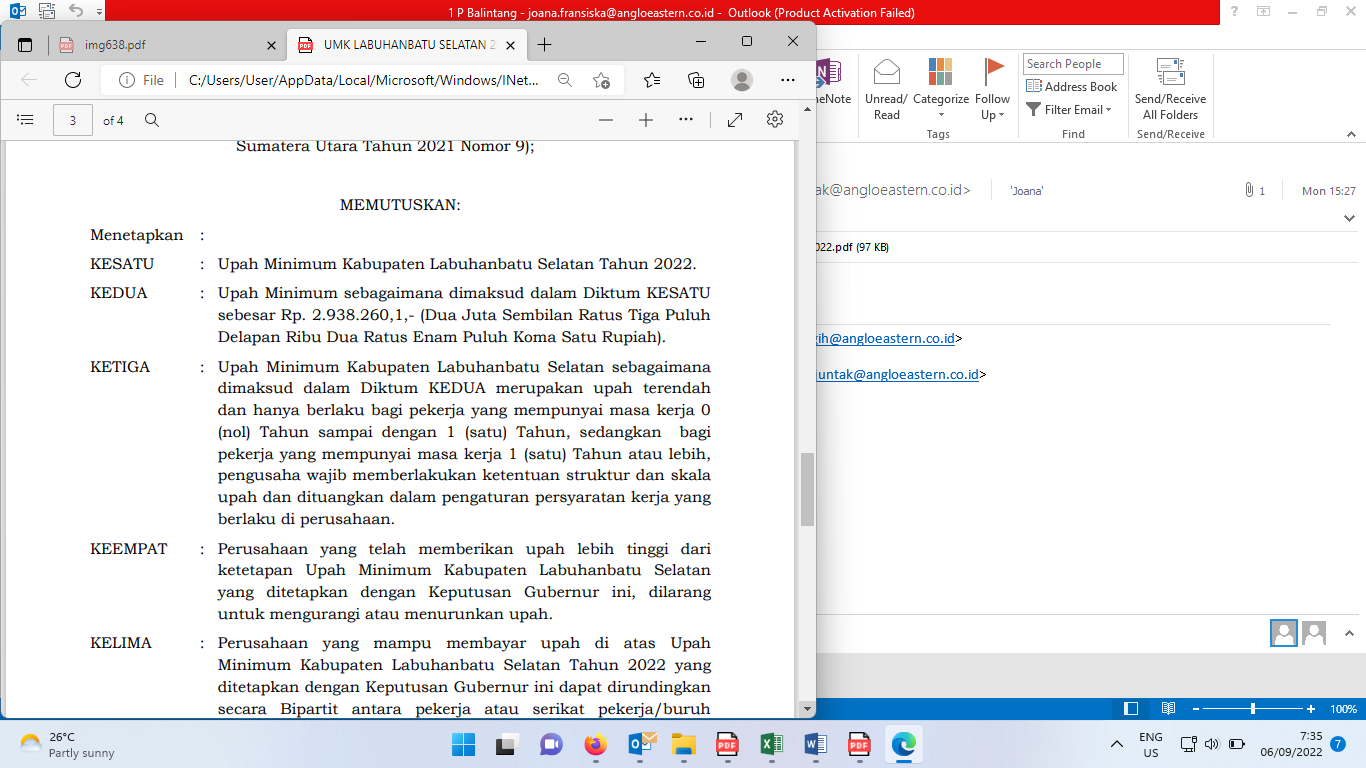 1 P Balintang - joana.fransiska@angloeastern.co.id - Outlook (Product Activation Failed)
img638.pdf
UMK LABUHANBATU SELATAN 2
File
C:/Users/User/AppData/Local/Microsoft/Windows/INet...
3 of 4
Sumatera Utara Tahun 2021 Nomor 9);
MEMUTUSKAN:
Menetapkan :
KESATU : Upah Minimum Kabupaten Labuhanbatu Selatan Tahun 2022.
KEDUA : Upah Minimum sebagaimana dimaksud dalam Diktum KESATU
sebesar Rp. 2.938.260,1,- (Dua Juta Sembilan Ratus Tiga Puluh
Delapan Ribu Dua Ratus Enam Puluh Koma Satu Rupiah).
KETIGA : Upah Minimum Kabupaten Labuhanbatu Selatan sebagaimana
dimaksud dalam Diktum KEDUA merupakan upah terendah
dan hanya berlaku bagi pekerja yang mempunyai masa kerja 0
(nol) Tahun sampai dengan 1 (satu) Tahun, sedangkan bagi
pekerja yang mempunyai masa kerja 1 (satu) Tahun atau lebih,
pengusaha wajib memberlakukan ketentuan struktur dan skala
upah dan dituangkan dalam pengaturan persyaratan kerja yang
berlaku di perusahaan.
KEEMPAT : Perusahaan yang telah memberikan upah lebih tinggi dari
ketetapan Upah Minimum Kabupaten Labuhanbatu Selatan
yang ditetapkan dengan Keputusan Gubernur ini, dilarang
untuk mengurangi atau menurunkan upah.
KELIMA : Perusahaan yang mampu membayar upah di atas Upah
Minimum Kabupaten Labuhanbatu Selatan Tahun 2022 yang
ditetapkan dengan Keputusan Gubernur ini dapat dirundingkan
secara Bipartit antara pekerja atau serikat pekerja/buruh
neNote
Unread/
Read
Categorize
Follow
Up
Tags
Search People
Address Book
Filter Email
Find
Send/Receive
All Folders
Send/Receive
ak@angloeastern.co.id>
'Joana'
1
Mon 15:27
022.pdf (97 KB)
gih@angloeastern.co.id>
juntak@angloeastern.co.id>
100%
26°C
Partly sunny
ENG
US
7:35
06/09/2022
7